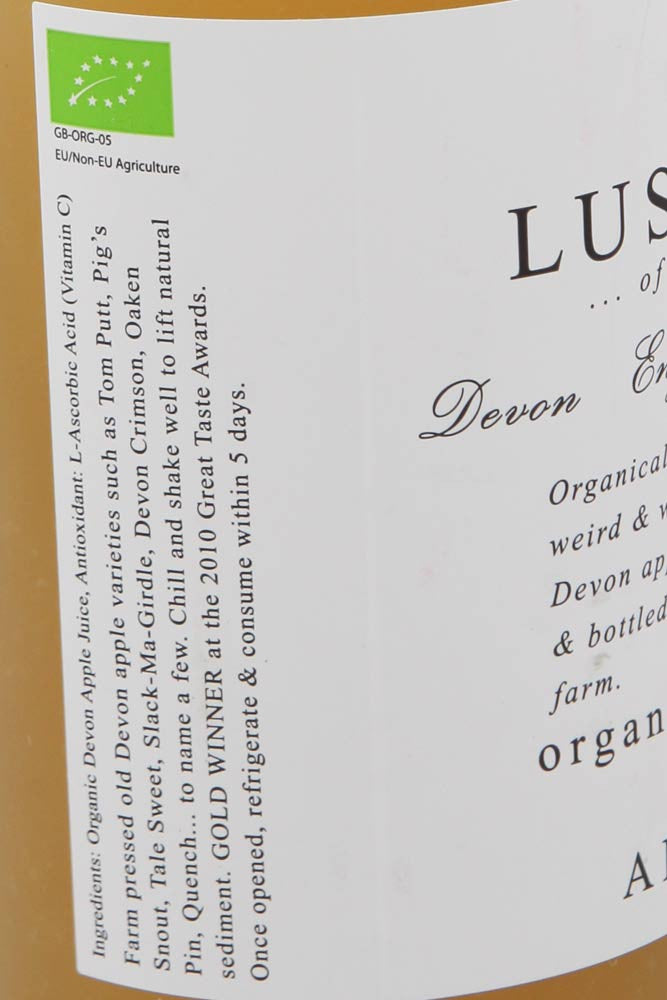 GB-ORG-05
EU/Non-EU Agriculture
Ingredients: Organic Devon Apple Juice, Antioxidant: L-Ascorbic Acid (Vitamin C)
Farm pressed old Devon apple varieties such as Tom Putt, Pig's
Snout, Tale Sweet, Slack-Ma-Girdle, Devon Crimson, Oaken
Pin, Quench... to name a few. Chill and shake well to lift natural
sediment. GOLD WINNER at the 2010 Great Taste Awards.
Once opened, refrigerate & consume within 5 days.
LUS
... of
Devon En
Organical
weird & w
Devon app
& bottled
farm.
organ
A